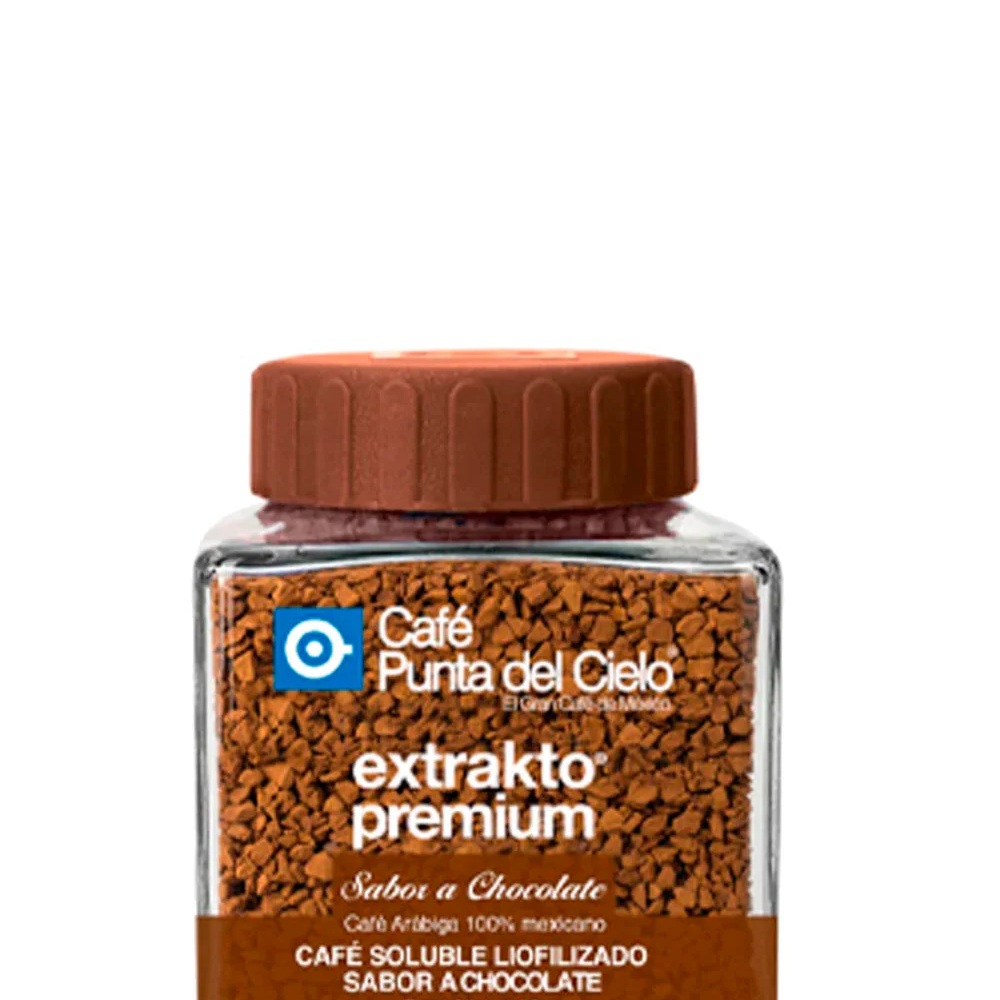 Café
Punta del Cielo®
El Gran Café de México
extrakto®
premium
Sabor a Chocolate
Café Arábiga 100% mexicano
CAFÉ SOLUBLE LIOFILIZADO
SABOR A CHOCOLATE